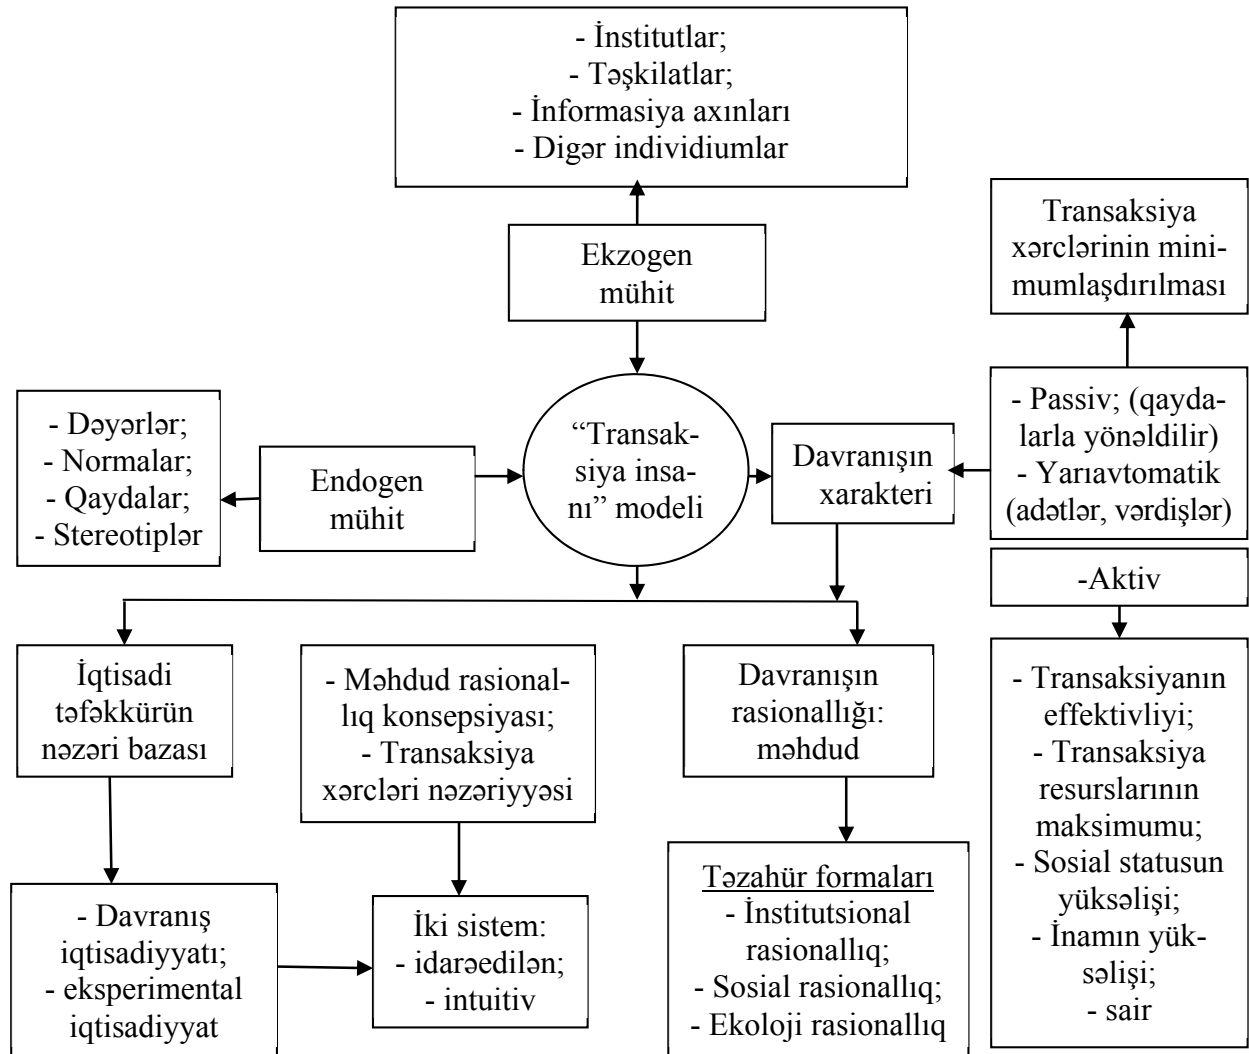 - İnstitutlar;
- Təşkilatlar;
- İnformasiya axınları
- Digər individiumlar
Ekzogen
mühit
Transaksiya
xərclərinin mini-
mumlaşdırılması
- Dəyərlər;
- Normalar;
- Qaydalar;
- Stereotiplər
Endogen
mühit
“Transak-
siya insa-
nı” modeli
Davranışın
xarakteri
- Passiv; (qayda-
larla yönəldilir)
- Yarıavtomatik
(adətlər, vərdişlər)
-Aktiv
İqtisadi
təfəkkürün
nəzəri bazası
- Məhdud rasional-
lıq konsepsiyası;
- Transaksiya
xərcləri nəzəriyyəsi
Davranışın
rasionallığı:
məhdud
- Transaksiyanın
effektivliyi;
- Transaksiya
resurslarının
maksimumu;
- Sosial statusun
yüksəlişi;
- İnamın yük-
səlişi;
- sair
- Davranış
iqtisadiyyatı;
- eksperimental
iqtisadiyyat
İki sistem:
- idarəedilən;
- intuitiv
Təzahür formaları
- İnstitutsional
rasionallıq;
- Sosial rasionallıq;
- Ekoloji rasionallıq